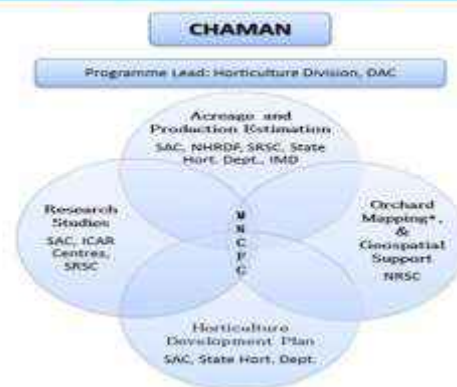 CHAMAN
Programme Lead: Horticulture Division, DAC
Acreage and
Production Estimation
SAC, NHRDF, SRSC, State
Hort. Dept., IMD
Research
Studies
SAC, ICAR
Centres,
SRSC
M
N
C
F
C
Orchard
Mapping*,
&
Geospatial
Support
NRSC
Horticulture
Development Plan
SAC, State Hort. Dept.